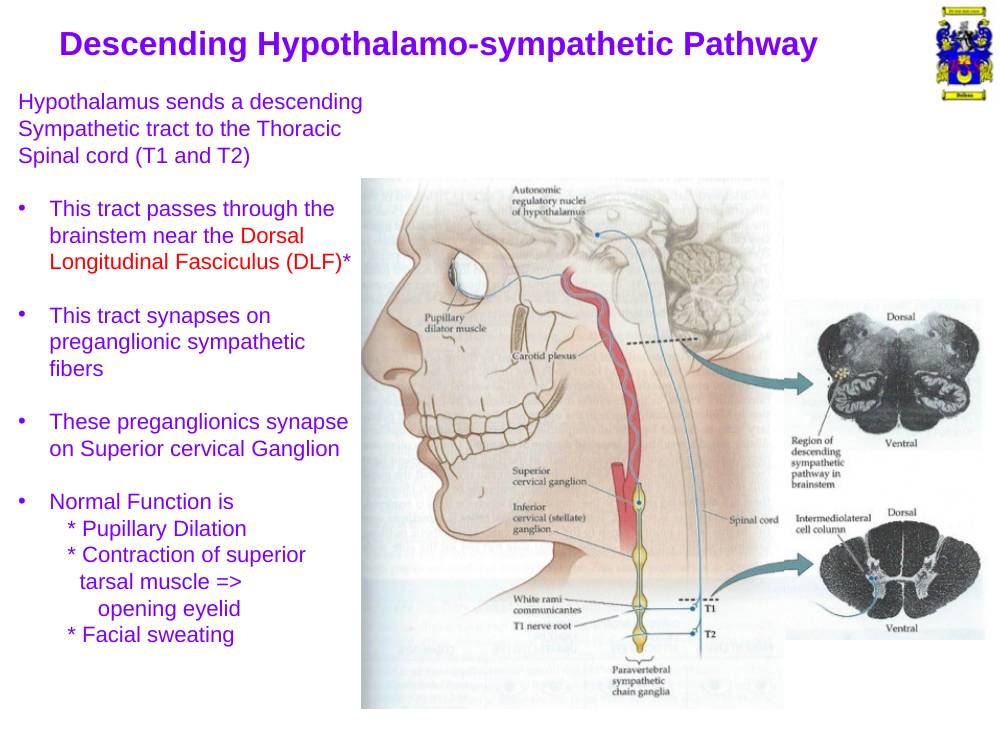 Descending Hypothalamo-sympathetic Pathway
Hypothalamus sends a descending
Sympathetic tract to the Thoracic
Spinal cord (T1 and T2)
• This tract passes through the
brainstem near the Dorsal
Longitudinal Fasciculus (DLF)*
• This tract synapses on
preganglionic sympathetic
fibers
• These preganglionics synapse
on Superior cervical Ganglion
• Normal Function is
* Pupillary Dilation
* Contraction of superior
tarsal muscle =>
opening eyelid
* Facial sweating
Autonomic
regulatory nuclei
of hypothalamus
Pupillary
dilator muscle
Carotid plexus
Superior
cervical ganglion
Inferior
cervical (stellate)
ganglion
Spinal cord
White rami
communicantes
T1 nerve root
T1
T2
Paravertebral
sympathetic
chain ganglia
Dorsal
Ventral
Region of
descending
sympathetic
pathway in
brainstem
Intermediolateral
cell column
Dorsal
Ventral